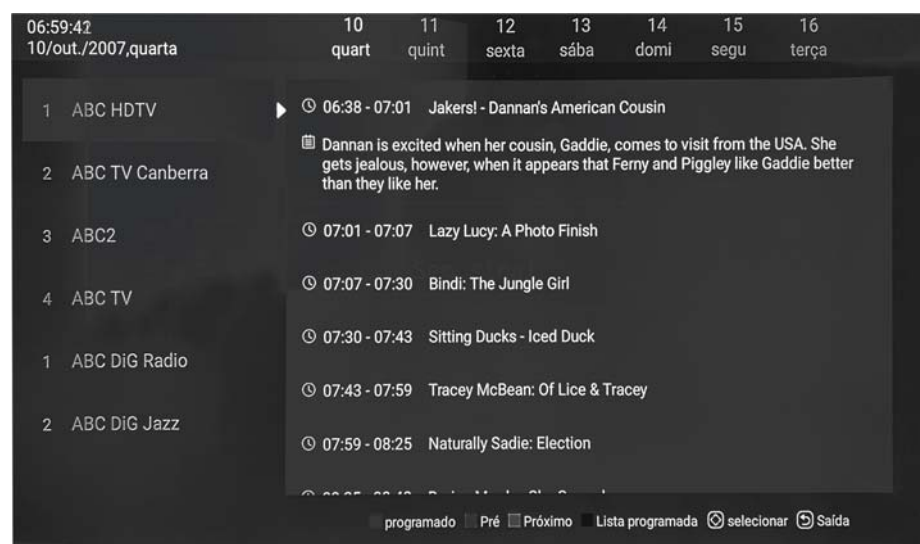 06:59:42
10/out./2007,quarta
10 11 12 13 14 15 16
quart quint sexta sába domi segu terça
1 ABC HDTV
2 ABC TV Canberra
3 ABC2
4 ABC TV
1 ABC DiG Radio
2 ABC DiG Jazz
06:38 - 07:01 Jakers! - Dannan's American Cousin
Dannan is excited when her cousin, Gaddie, comes to visit from the USA. She
gets jealous, however, when it appears that Ferny and Piggley like Gaddie better
than they like her.
07:01 - 07:07 Lazy Lucy: A Photo Finish
07:07 - 07:30 Bindi: The Jungle Girl
07:30 - 07:43 Sitting Ducks - Iced Duck
07:43 - 07:59 Tracey McBean: Of Lice & Tracey
07:59 - 08:25 Naturally Sadie: Election
programado Pré Próximo Lista programada selecionar Saída